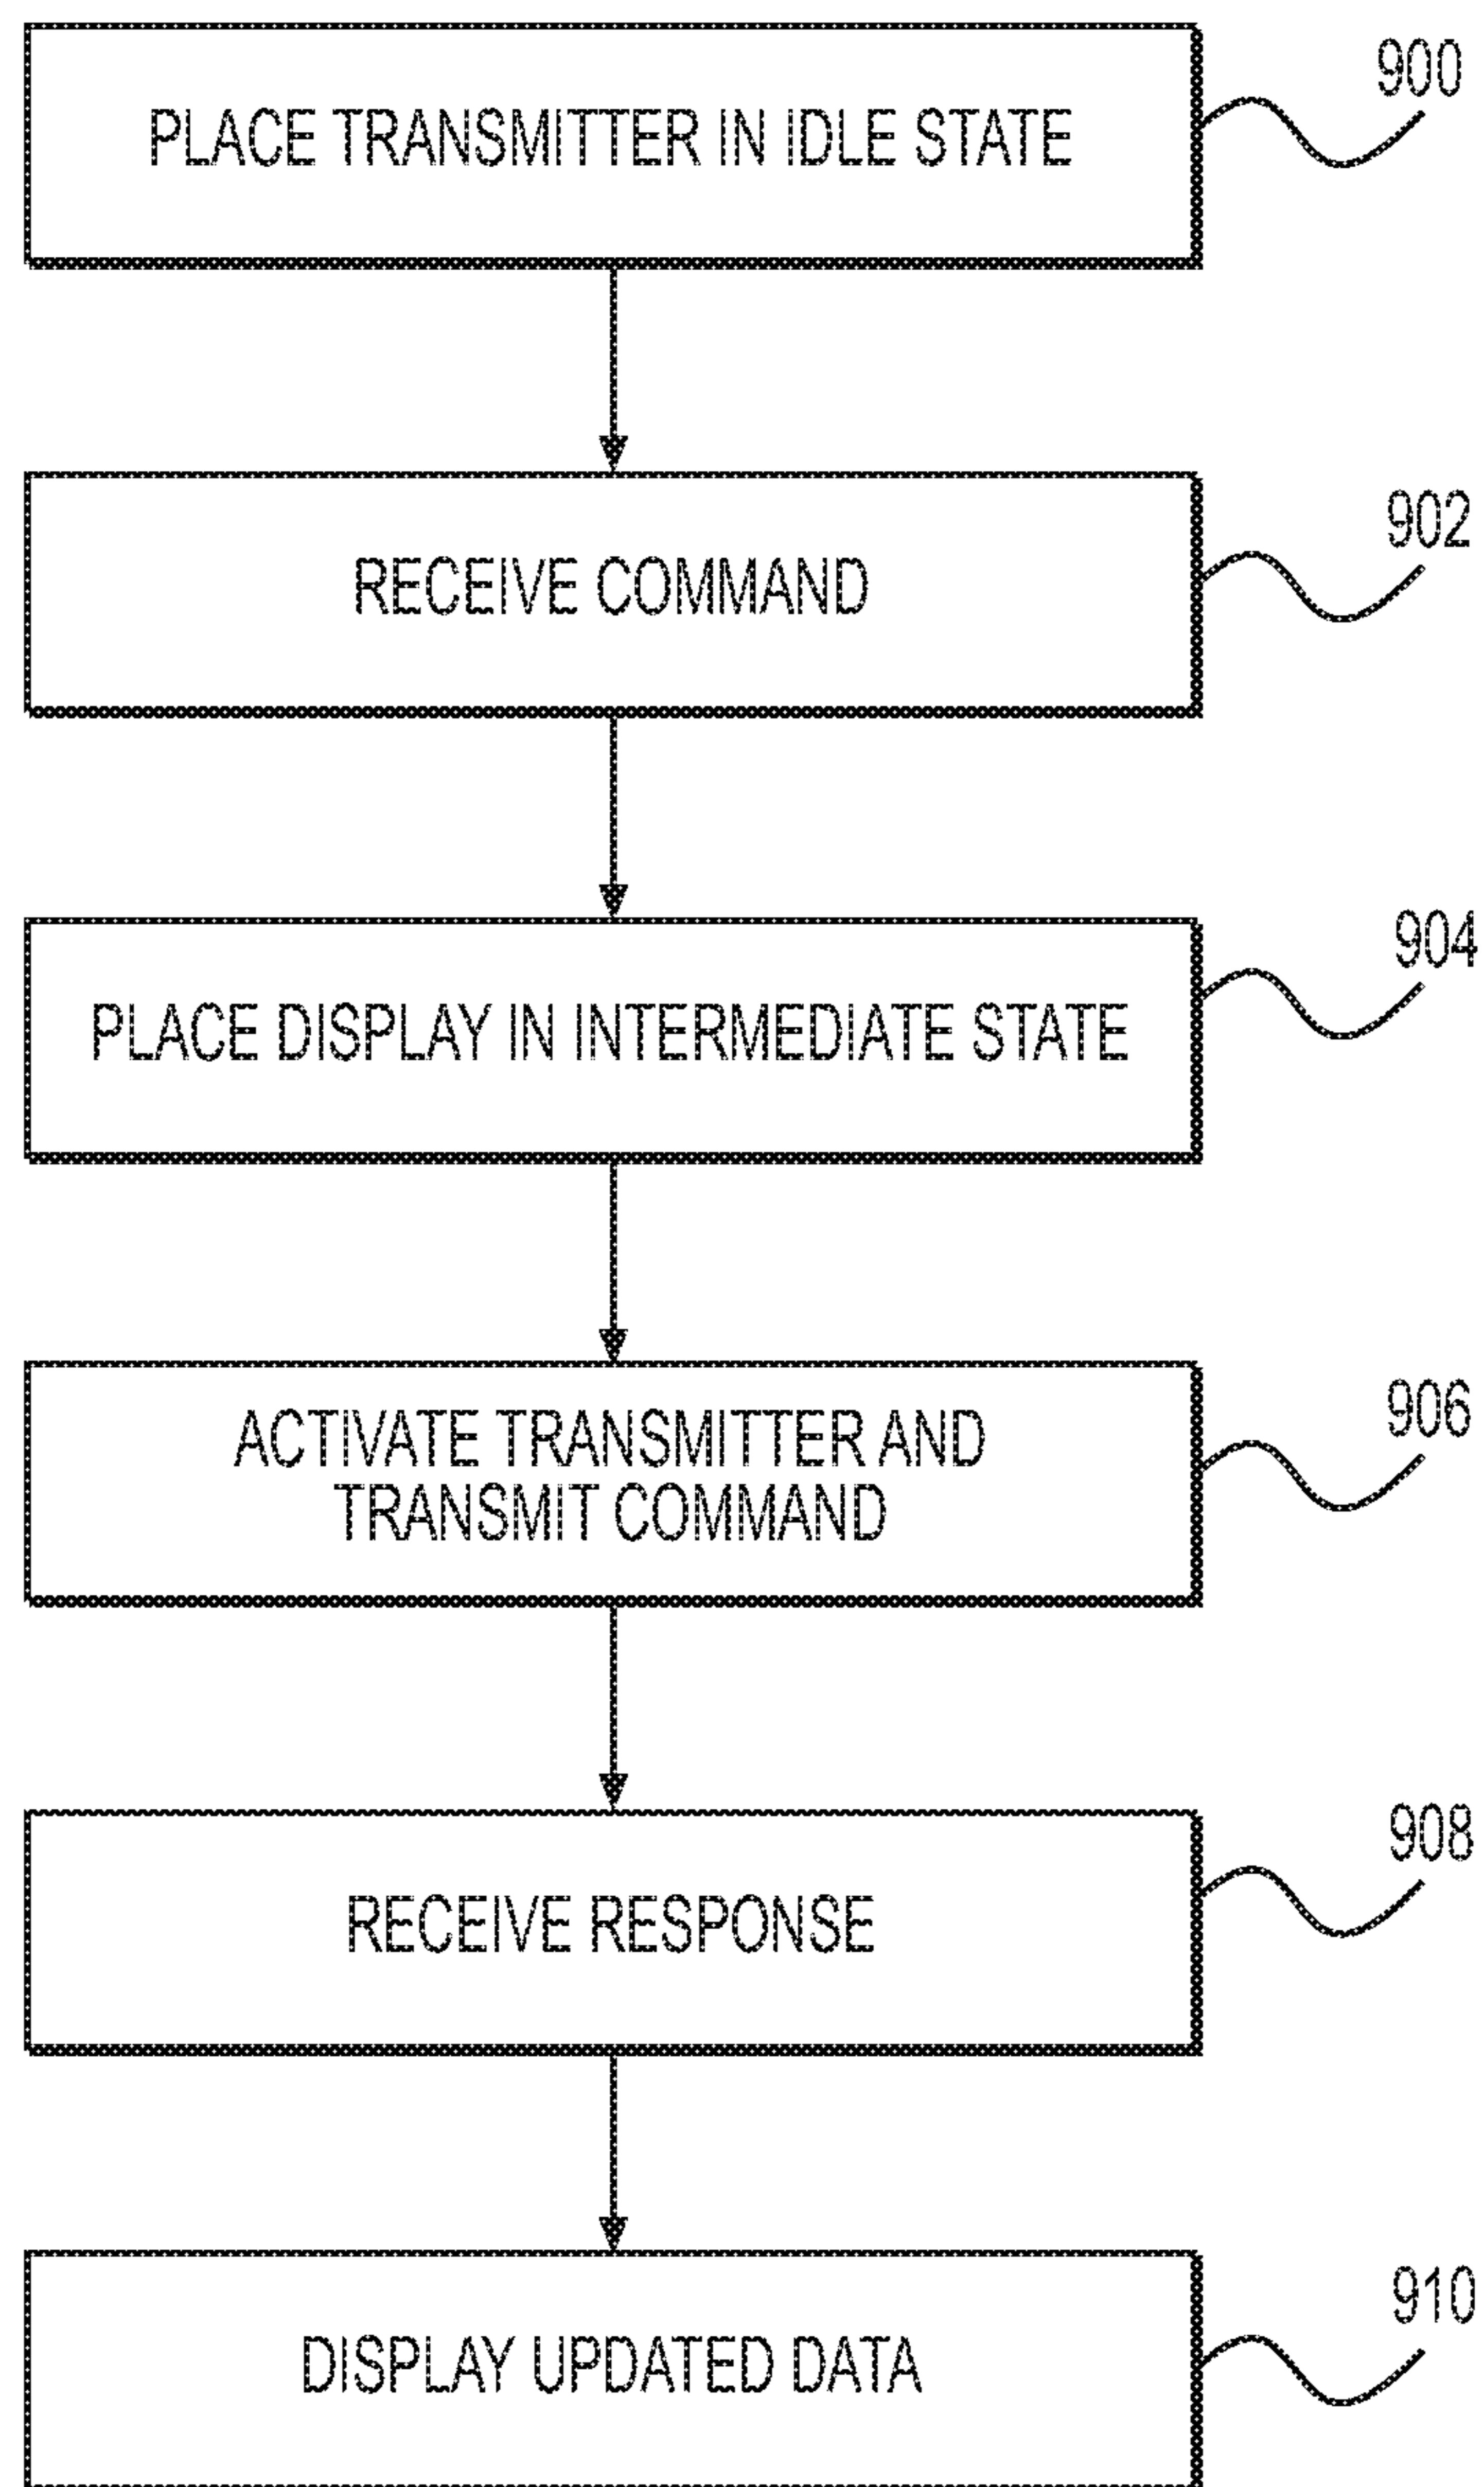 PLACE TRANSMITTER IN IDLE STATE
900
RECEIVE COMMAND
902
PLACE DISPLAY IN INTERMEDIATE STATE
904
ACTIVATE TRANSMITTER AND
TRANSMIT COMMAND
906
RECEIVE RESPONSE
908
DISPLAY UPDATED DATA
910